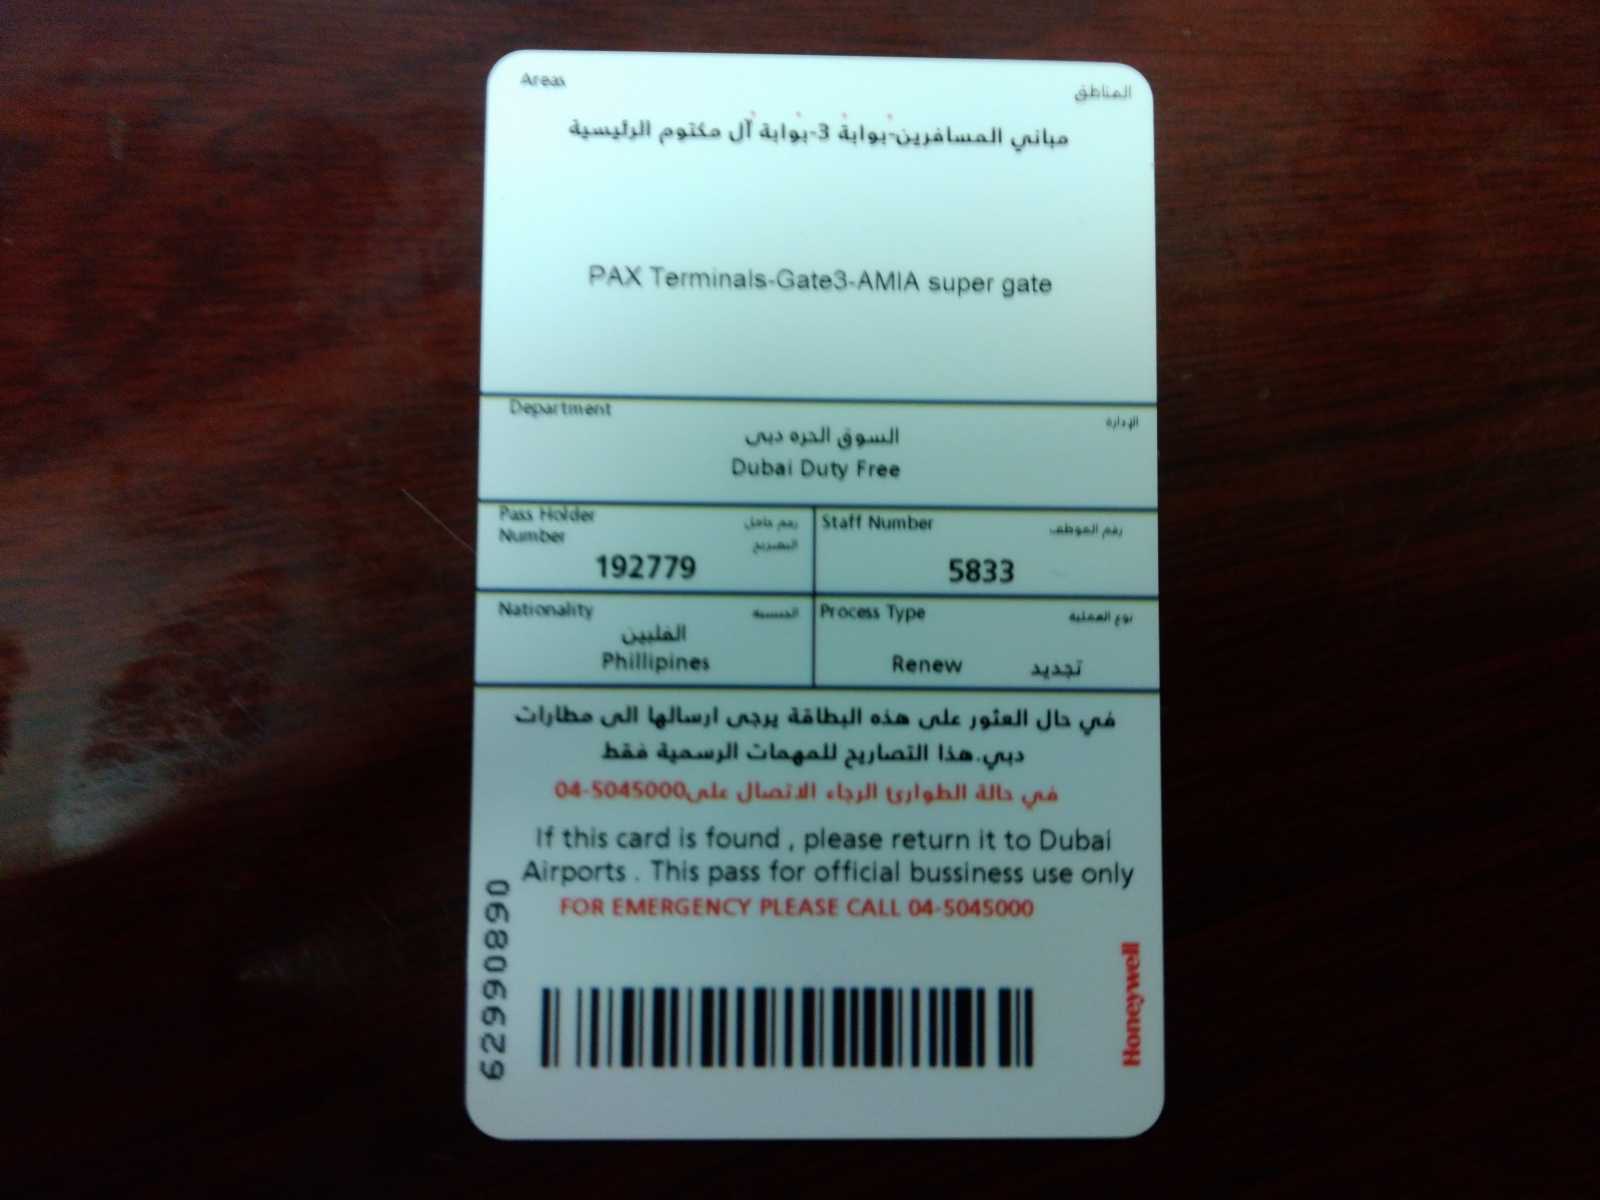 Areas المناطق
مباني المسافرين-بوابة 3-بوابة آل مكتوم الرئيسية
PAX Terminals-Gate3-AMIA super gate
Department الإدارة
السوق الحره دبى
Dubai Duty Free
Pass Holder رقم حامل
Number التصريح
192779
Staff Number رقم الموظف
5833
Nationality الجنسية
الفلبين
Phillipines
Process Type نوع العملية
Renew تجديد
في حال العثور على هذه البطاقة يرجى ارسالها الى مطارات
دبي.هذا التصاريح للمهمات الرسمية فقط
في حالة الطوارئ الرجاء الاتصال على04-5045000
If this card is found , please return it to Dubai
Airports . This pass for official bussiness use only
FOR EMERGENCY PLEASE CALL 04-5045000
62990890
Honeywell